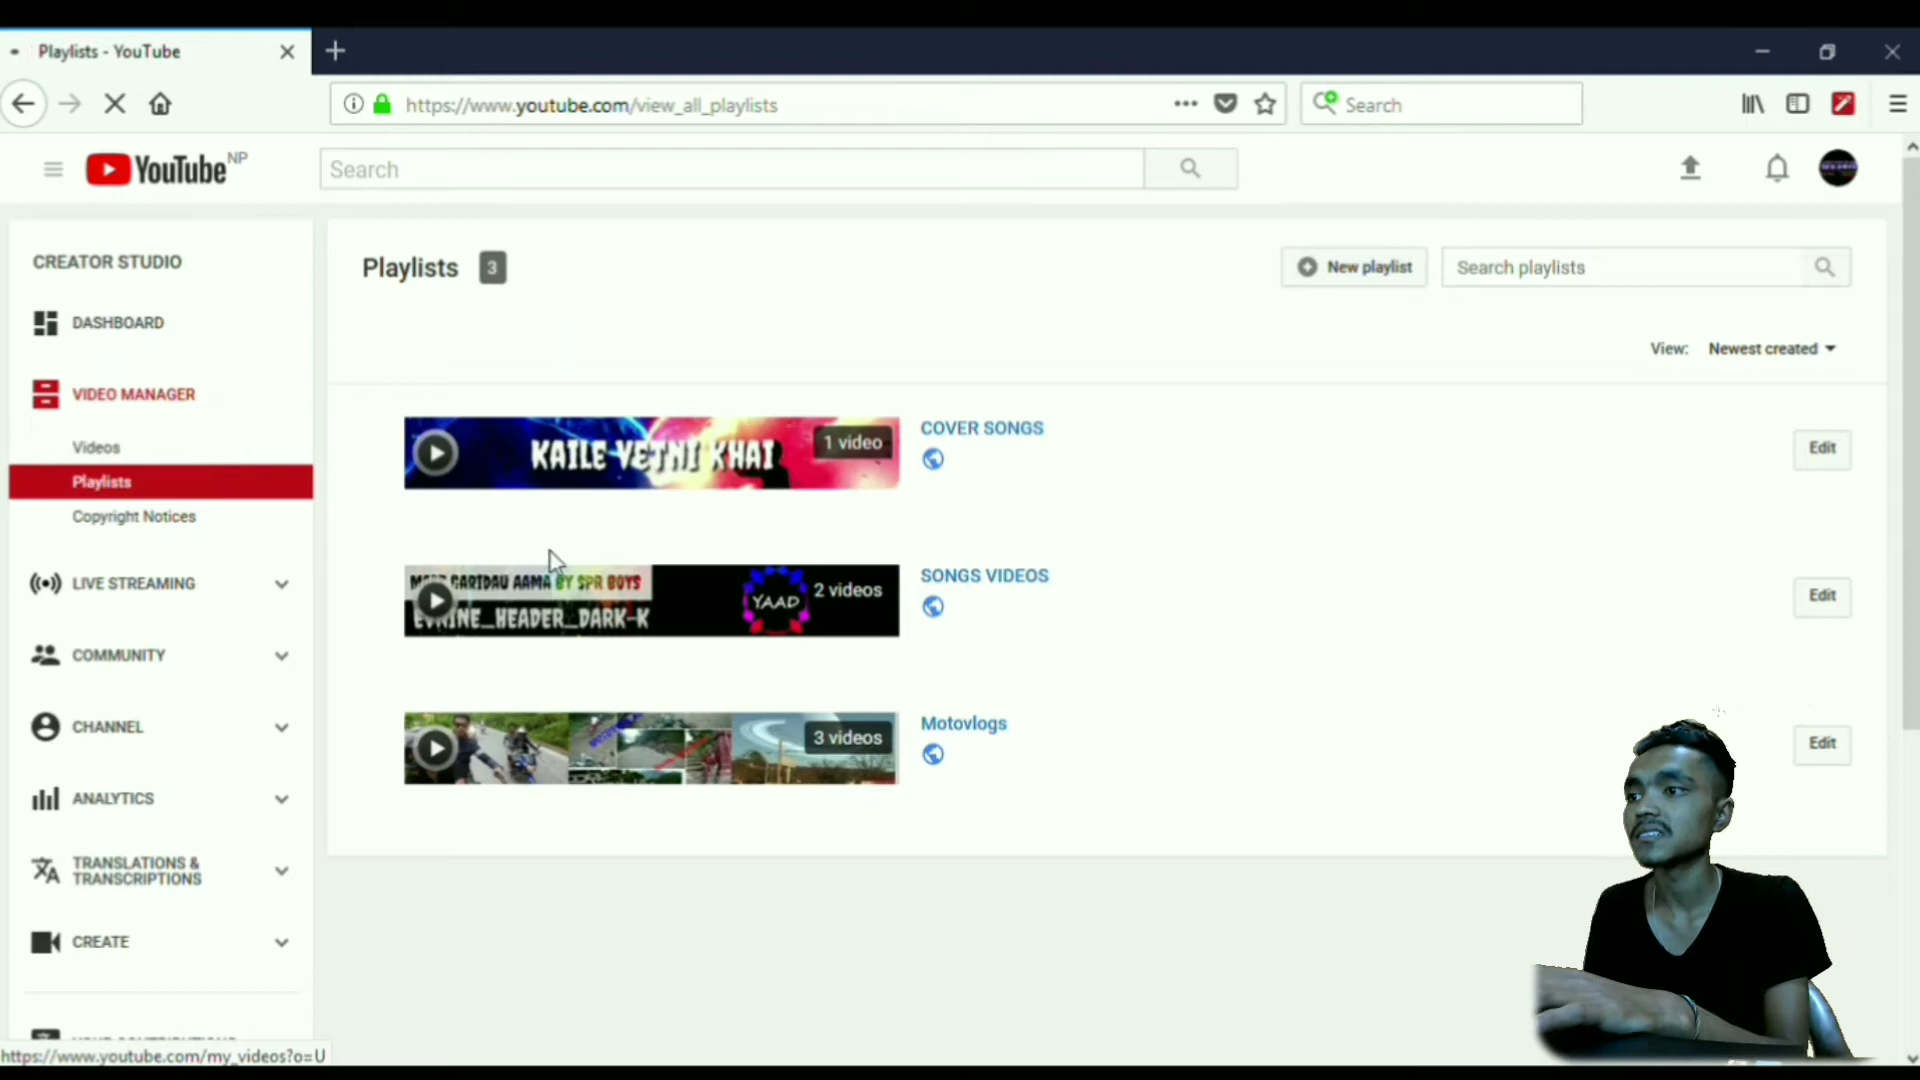 Playlists - YouTube
https://www.youtube.com/view_all_playlists
Search
YouTube NP
Search
CREATOR STUDIO
DASHBOARD
VIDEO MANAGER
Videos
Playlists
Copyright Notices
LIVE STREAMING
COMMUNITY
CHANNEL
ANALYTICS
TRANSLATIONS &
TRANSCRIPTIONS
CREATE
https://www.youtube.com/my_videos?o=U
Playlists 3
New playlist
Search playlists
View: Newest created
KAILE VETNI KHAI
1 video
COVER SONGS
Edit
GARIDAU AAMA BY SPR BOYS
HEADER_DARK-K
YAAD
2 videos
SONGS VIDEOS
Edit
3 videos
Motovlogs
Edit